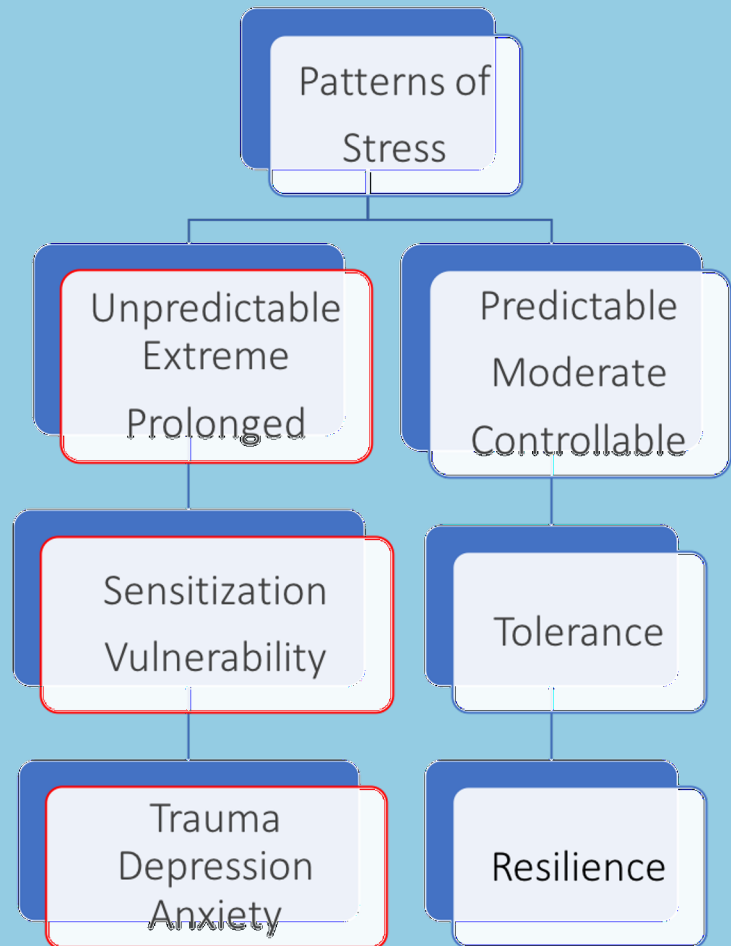 Patterns of
Stress
Unpredictable
Extreme
Prolonged
Predictable
Moderate
Controllable
Sensitization
Vulnerability
Tolerance
Trauma
Depression
Anxiety
Resilience